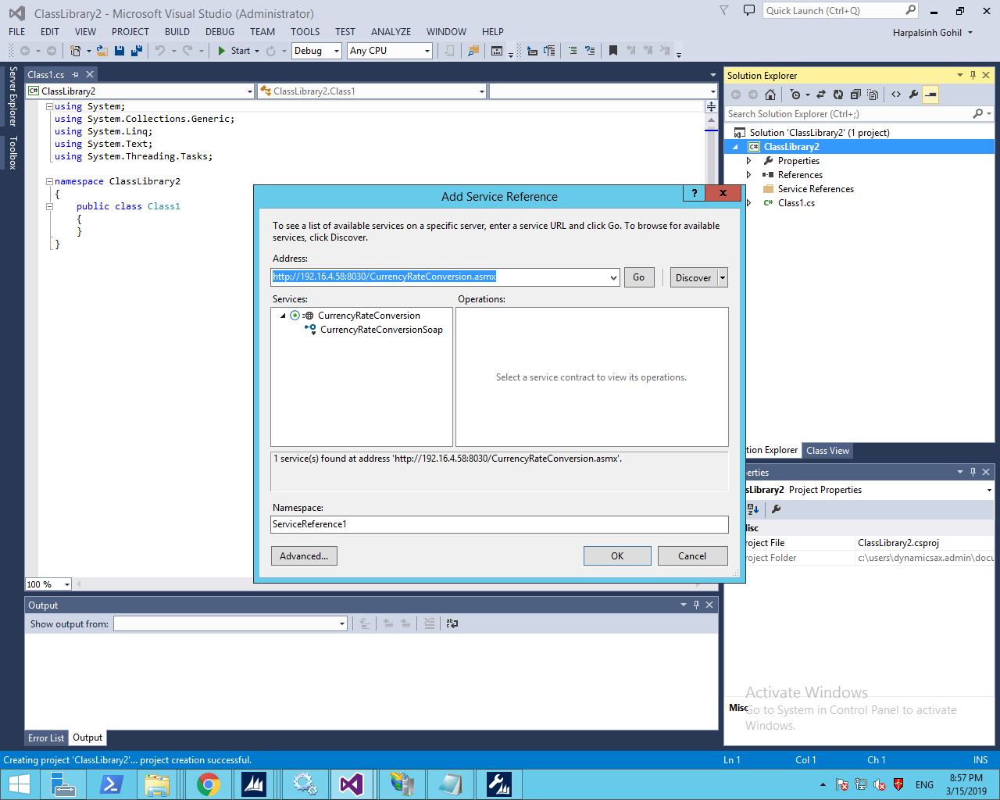 ClassLibrary2 - Microsoft Visual Studio (Administrator)
Quick Launch (Ctrl+Q)
FILE EDIT VIEW PROJECT BUILD DEBUG TEAM TOOLS TEST ANALYZE WINDOW HELP
Harpalsinh Gohil
Start Debug Any CPU
Server Explorer
Toolbox
Class1.cs
C# ClassLibrary2
ClassLibrary2.Class1
using System;
using System.Collections.Generic;
using System.Linq;
using System.Text;
using System.Threading.Tasks;
namespace ClassLibrary2
{
public class Class1
{
}
}
100 %
Solution Explorer
Search Solution Explorer (Ctrl+;)
Solution 'ClassLibrary2' (1 project)
C# ClassLibrary2
Properties
References
Service References
C# Class1.cs
Add Service Reference
? x
To see a list of available services on a specific server, enter a service URL and click Go. To browse for available
services, click Discover.
Address:
http://192.16.4.58:8030/CurrencyRateConversion.asmx
Go
Discover
Services:
Operations:
CurrencyRateConversion
CurrencyRateConversionSoap
Select a service contract to view its operations.
1 service(s) found at address 'http://192.16.4.58:8030/CurrencyRateConversion.asmx'.
Namespace:
ServiceReference1
Advanced...
OK
Cancel
tion Explorer
Class View
perties
sLibrary2 Project Properties
isc
roject File ClassLibrary2.csproj
roject Folder c:\users\dynamicsax.admin\docu
Misc
Activate Windows
Go to System in Control Panel to activate
Windows.
Output
Show output from:
Error List
Output
Creating project 'ClassLibrary2'... project creation successful.
Ln 1 Col 1 Ch 1 INS
ENG
8:57 PM
3/15/2019